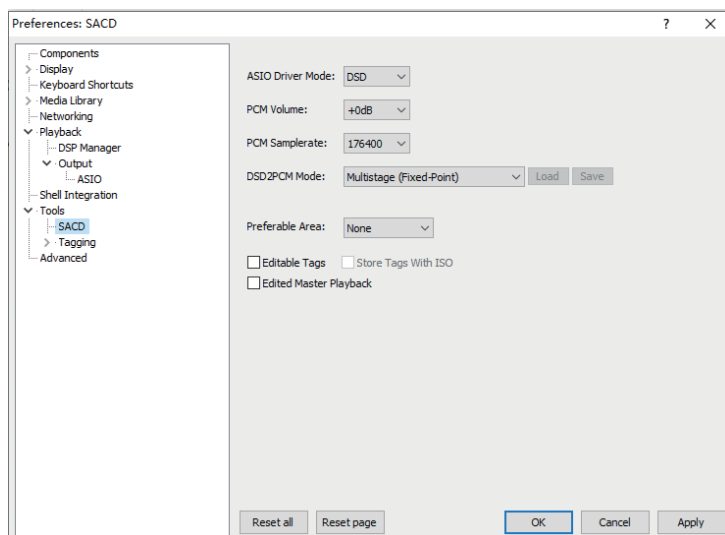 Preferences: SACD
Components
Display
Keyboard Shortcuts
Media Library
Networking
Playback
DSP Manager
Output
ASIO
Shell Integration
Tools
SACD
Tagging
Advanced
ASIO Driver Mode: DSD
PCM Volume: +0dB
PCM Samplerate: 176400
DSD2PCM Mode: Multistage (Fixed-Point) Load Save
Preferable Area: None
Editable Tags Store Tags With ISO
Edited Master Playback
Reset all Reset page OK Cancel Apply